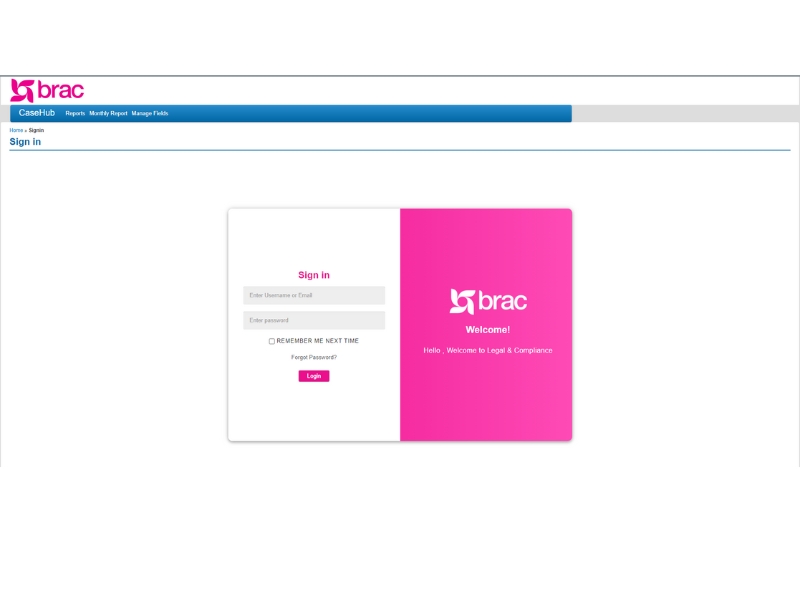 brac
CaseHub Reports Monthly Report Manage Fields
Home » Signin
Sign in
Sign in
Enter Username or Email
Enter password
REMEMBER ME NEXT TIME
Forgot Password?
Login
brac
Welcome!
Hello , Welcome to Legal & Compliance